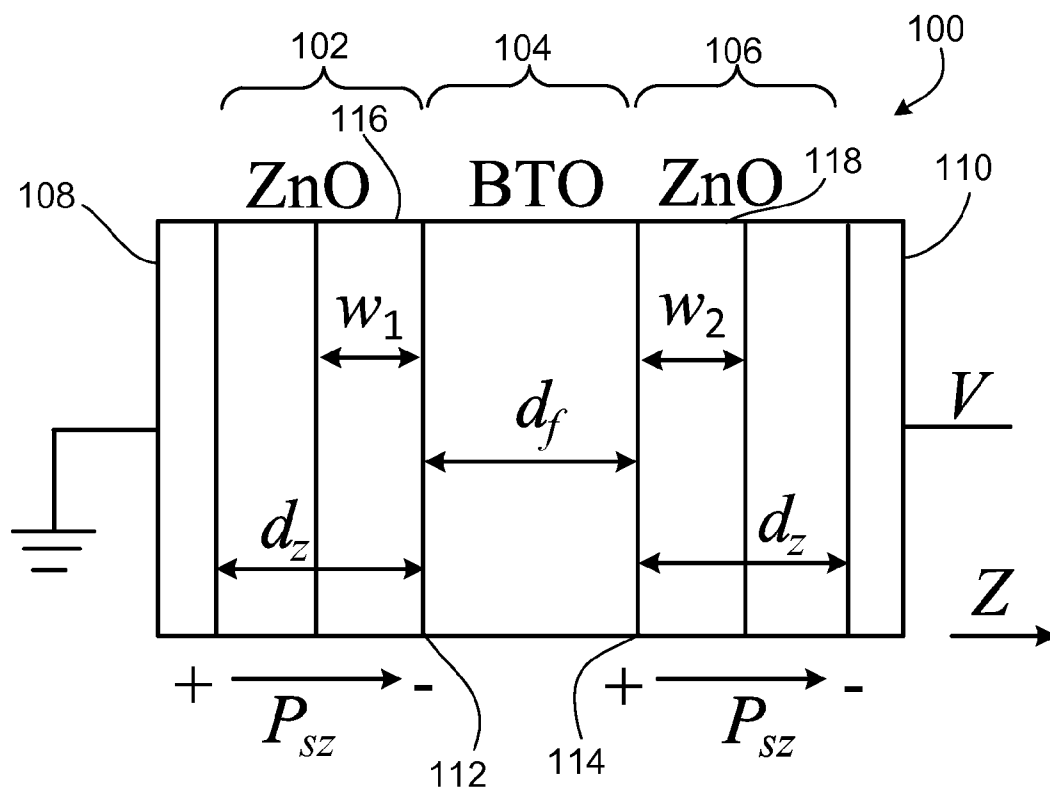 102 104 106 100
116
ZnO BTO ZnO 118
108 110
w1 w2
df V
dz dz
Z
+ - + -
Psz Psz
112 114